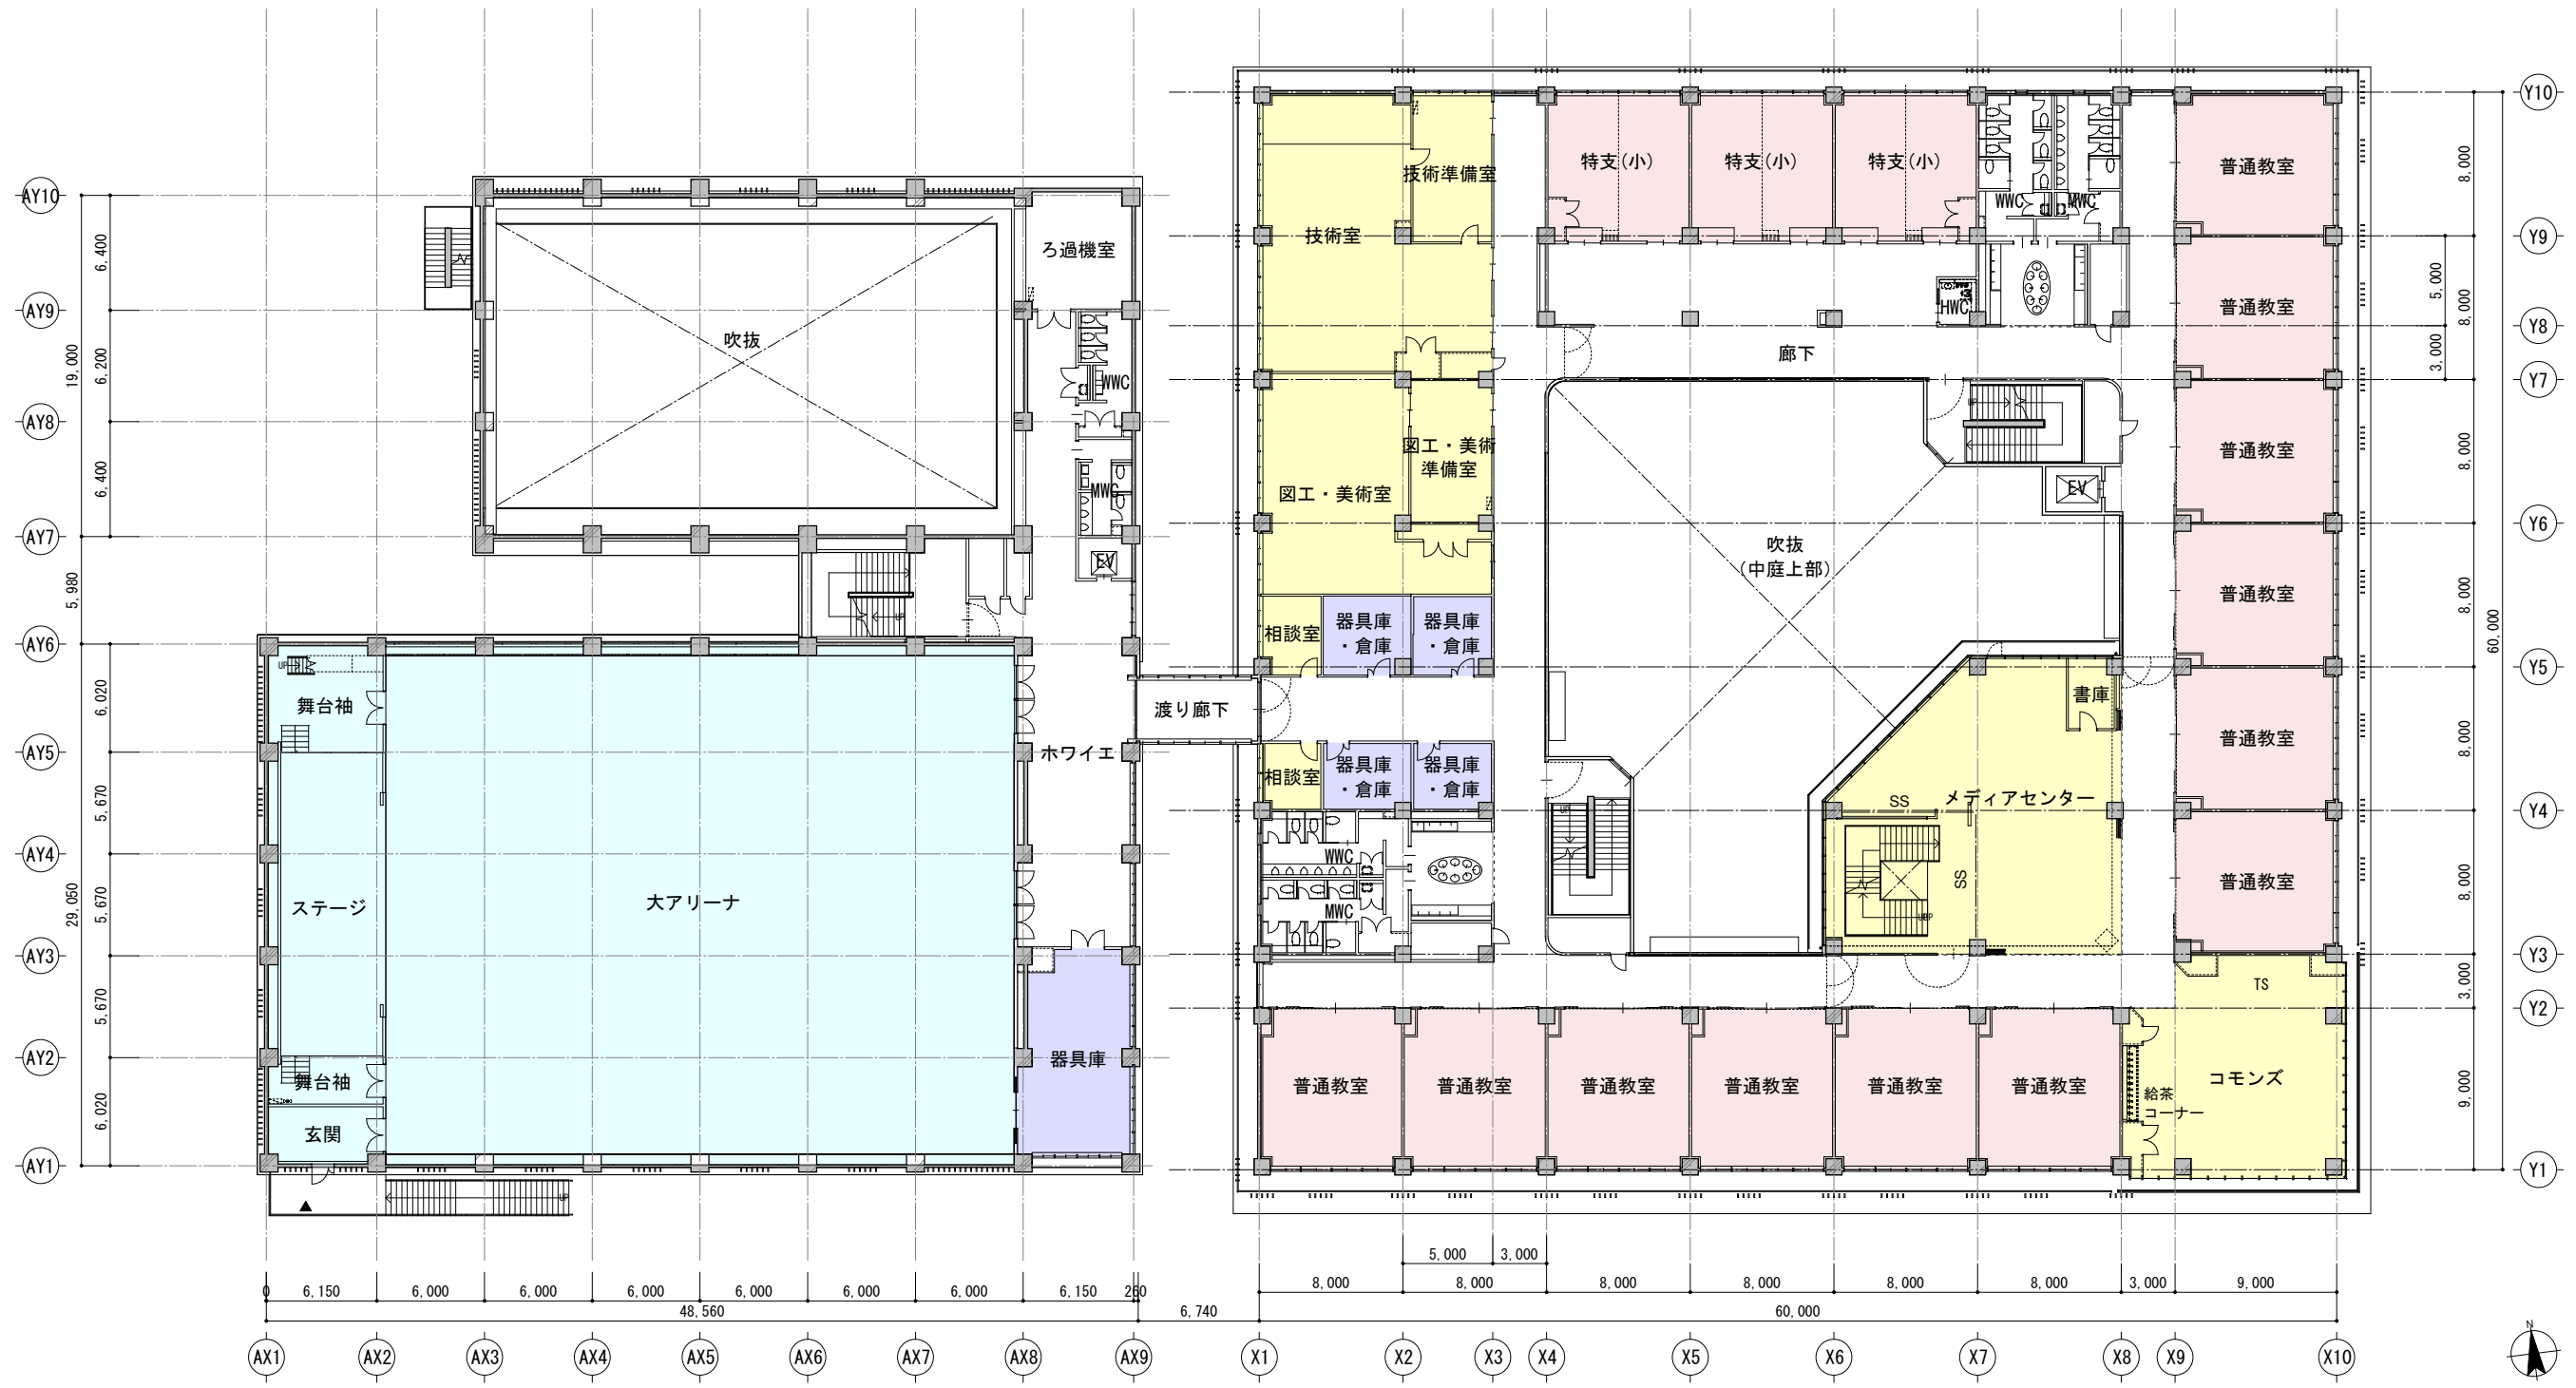 AY10
AY9
AY8
AY7
AY6
AY5
AY4
AY3
AY2
AY1
6,400
6,200
6,400
19,000
5,980
6,020
5,670
5,670
5,670
6,020
29,050
吹抜
ろ過機室
WWC
MWC
EV
UP
UP
舞台袖
ステージ
舞台袖
玄関
大アリーナ
ホワイエ
器具庫
UP
渡り廊下
技術室
技術準備室
図工・美術室
図工・美術
準備室
相談室
器具庫
・倉庫
器具庫
・倉庫
相談室
器具庫
・倉庫
器具庫
・倉庫
WWC
MWC
特支(小)
特支(小)
特支(小)
WWC
MWC
HWC
廊下
UP
EV
吹抜
(中庭上部)
UP
書庫
メディアセンター
SS
SS
UP
普通教室
普通教室
普通教室
普通教室
普通教室
普通教室
TS
コモンズ
給茶
コーナー
普通教室
普通教室
普通教室
普通教室
普通教室
普通教室
Y10
Y9
Y8
Y7
Y6
Y5
Y4
Y3
Y2
Y1
8,000
5,000
3,000
8,000
8,000
8,000
8,000
8,000
3,000
9,000
60,000
5,000
3,000
0
6,150
6,000
6,000
6,000
6,000
6,000
6,000
6,150
260
8,000
8,000
8,000
8,000
8,000
8,000
3,000
9,000
48,560
6,740
60,000
AX1
AX2
AX3
AX4
AX5
AX6
AX7
AX8
AX9
X1
X2
X3
X4
X5
X6
X7
X8
X9
X10
N